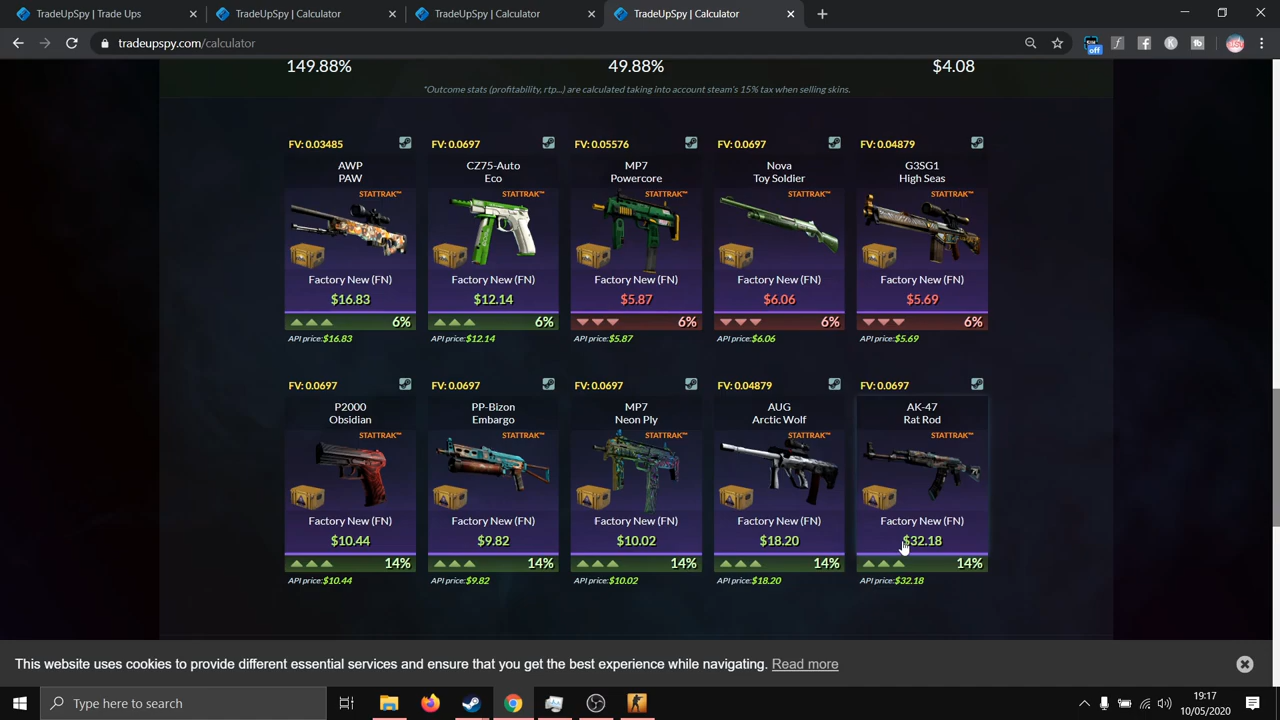 TradeUpSpy | Trade Ups
TradeUpSpy | Calculator
TradeUpSpy | Calculator
TradeUpSpy | Calculator
tradeupspy.com/calculator
off
149.88% 49.88% $4.08
*Outcome stats (profitability, rtp...) are calculated taking into account steam's 15% tax when selling skins.
FV: 0.03485 FV: 0.0697 FV: 0.05576 FV: 0.0697 FV: 0.04879
AWP CZ75-Auto MP7 Nova G3SG1
PAW Eco Powercore Toy Soldier High Seas
STATTRAK™ STATTRAK™ STATTRAK™ STATTRAK™ STATTRAK™
Factory New (FN) Factory New (FN) Factory New (FN) Factory New (FN) Factory New (FN)
$16.83 $12.14 $5.87 $6.06 $5.69
6% 6% 6% 6% 6%
API price:$16.83 API price:$12.14 API price:$5.87 API price:$6.06 API price:$5.69
FV: 0.0697 FV: 0.0697 FV: 0.0697 FV: 0.04879 FV: 0.0697
P2000 PP-Bizon MP7 AUG AK-47
Obsidian Embargo Neon Ply Arctic Wolf Rat Rod
STATTRAK™ STATTRAK™ STATTRAK™ STATTRAK™ STATTRAK™
Factory New (FN) Factory New (FN) Factory New (FN) Factory New (FN) Factory New (FN)
$10.44 $9.82 $10.02 $18.20 $32.18
14% 14% 14% 14% 14%
API price:$10.44 API price:$9.82 API price:$10.02 API price:$18.20 API price:$32.18
This website uses cookies to provide different essential services and ensure that you get the best experience while navigating. Read more
Type here to search
19:17
10/05/2020